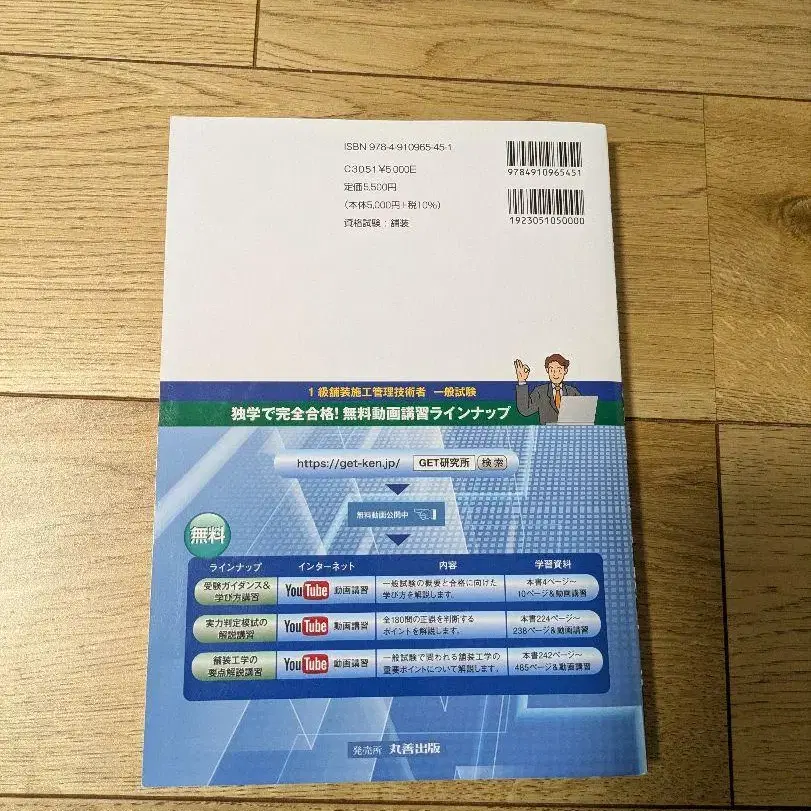 ISBN 978-4-910965-45-1
C3051 ¥5000E
定価5,500円
(本体5,000円+税10%)
資格試験:舗装
9784910965451
1923051050000
1級舗装施工管理技術者 一般試験
独学で完全合格!無料動画講習ラインナップ
https://get-ken.jp/ GET研究所 検索
無料動画公開中
無料
ラインナップ インターネット 内容 学習資料
受験ガイダンス&
学び方講習
YouTube 動画講習
一般試験の概要と合格に向けた
学び方を解説します。
本書4ページ~
10ページ&動画講習
実力判定模試の
解説講習
YouTube 動画講習
全180問の正誤を判断する
ポイントを解説します。
本書224ページ~
238ページ&動画講習
舗装工学の
要点解説講習
YouTube 動画講習
一般試験で問われる舗装工学の
重要ポイントについて解説します。
本書242ページ~
485ページ&動画講習
発売所 丸善出版